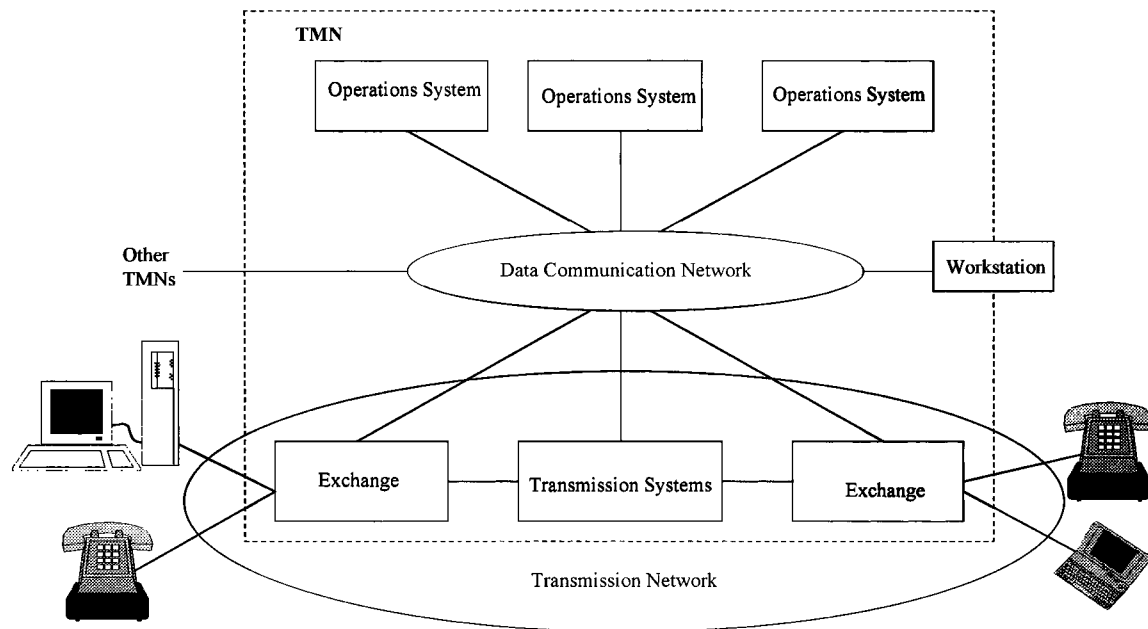 TMN
Operations System
Operations System
Operations System
Other
TMNs
Data Communication Network
Workstation
Exchange
Transmission Systems
Exchange
Transmission Network